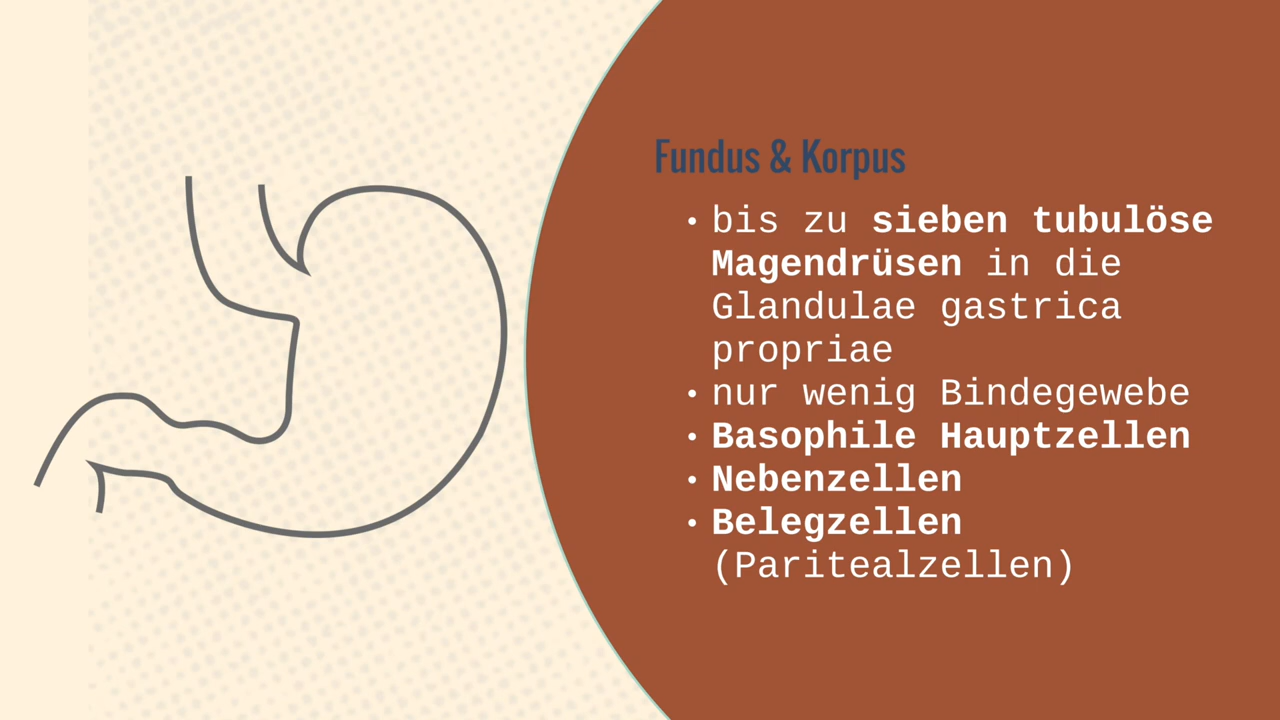 Fundus & Korpus
• bis zu sieben tubulöse
Magendrüsen in die
Glandulae gastrica
propriae
• nur wenig Bindegewebe
• Basophile Hauptzellen
• Nebenzellen
• Belegzellen
(Paritealzellen)